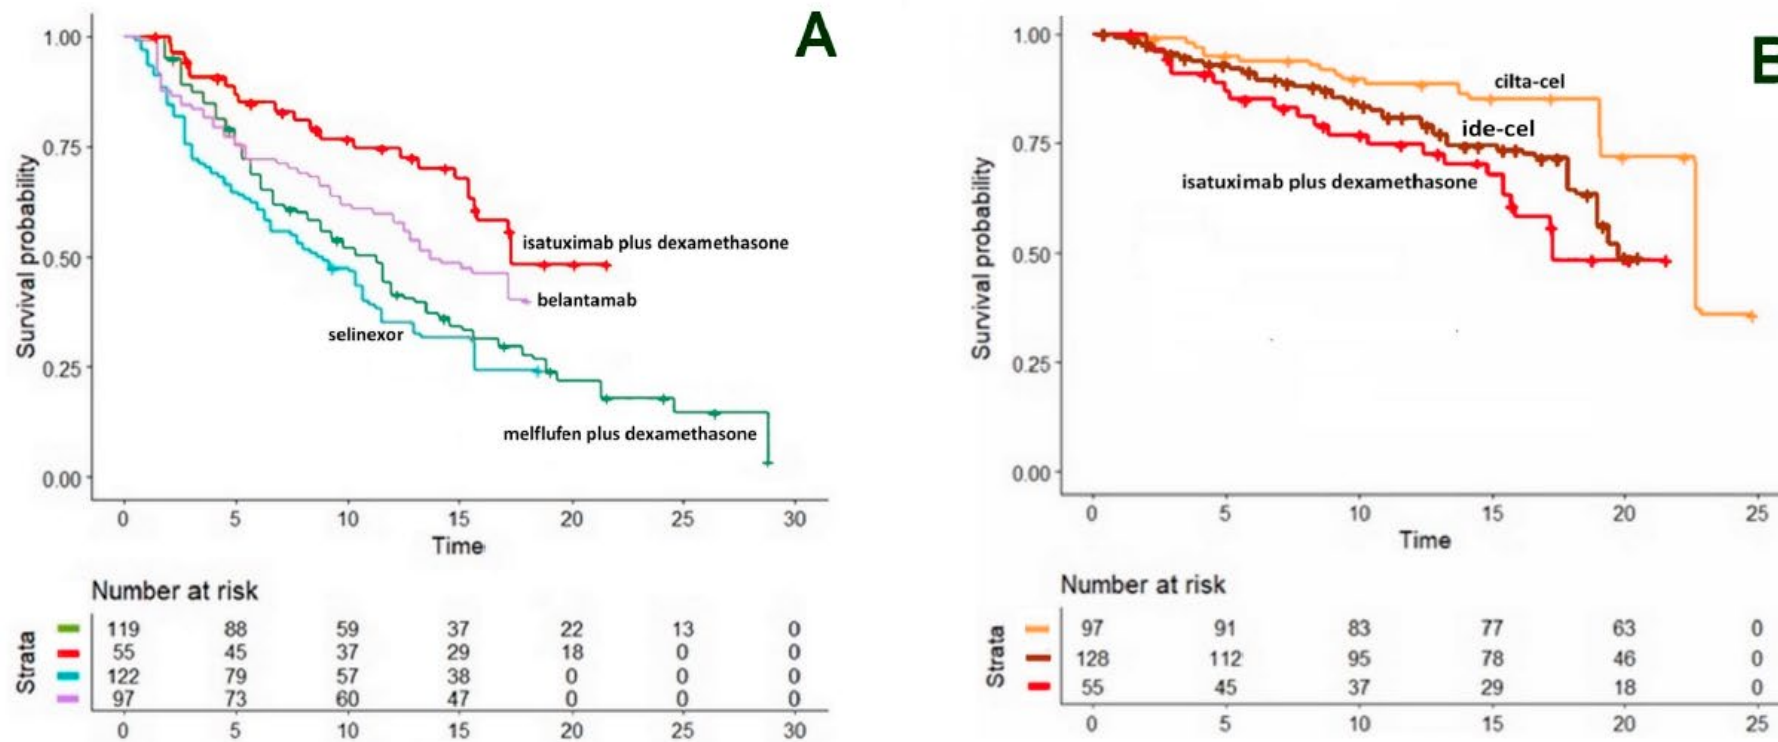 A
1.00
0.75
0.50
0.25
0.00
Survival probability
isatuximab plus dexamethasone
belantamab
selinexor
melflufen plus dexamethasone
0 5 10 15 20 25 30
Time
Number at risk
Strata
119 88 59 37 22 13 0
55 45 37 29 18 0 0
122 79 57 38 0 0 0
97 73 60 47 0 0 0
0 5 10 15 20 25 30
B
1.00
0.75
0.50
0.25
0.00
Survival probability
cilta-cel
ide-cel
isatuximab plus dexamethasone
0 5 10 15 20 25
Time
Number at risk
Strata
97 91 83 77 63 0
128 112 95 78 46 0
55 45 37 29 18 0
0 5 10 15 20 25